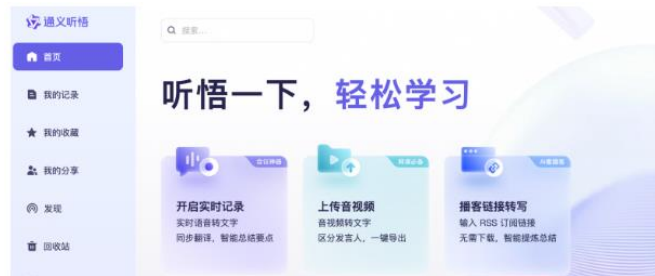 通义听悟
搜索...
首页
我的记录
我的收藏
我的分享
发现
回收站
听悟一下，轻松学习
开启实时记录
实时语音转文字
同步翻译，智能总结要点
上传音视频
音视频转文字
区分发言人，一键导出
播客链接转写
输入 RSS 订阅链接
无需下载，智能提炼总结